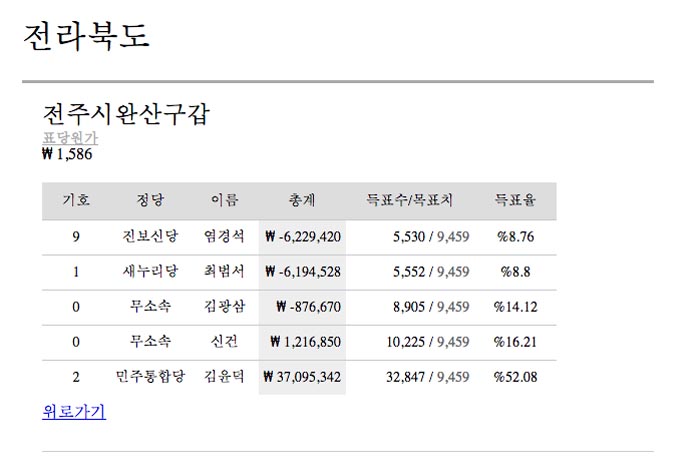 전라북도
전주시완산구갑
표당원가
₩ 1,586
기호 정당 이름 총계 득표수/목표치 득표율
9 진보신당 염경석 ₩ -6,229,420 5,530 / 9,459 %8.76
1 새누리당 최범서 ₩ -6,194,528 5,552 / 9,459 %8.8
0 무소속 김광삼 ₩ -876,670 8,905 / 9,459 %14.12
0 무소속 신건 ₩ 1,216,850 10,225 / 9,459 %16.21
2 민주통합당 김윤덕 ₩ 37,095,342 32,847 / 9,459 %52.08
위로가기